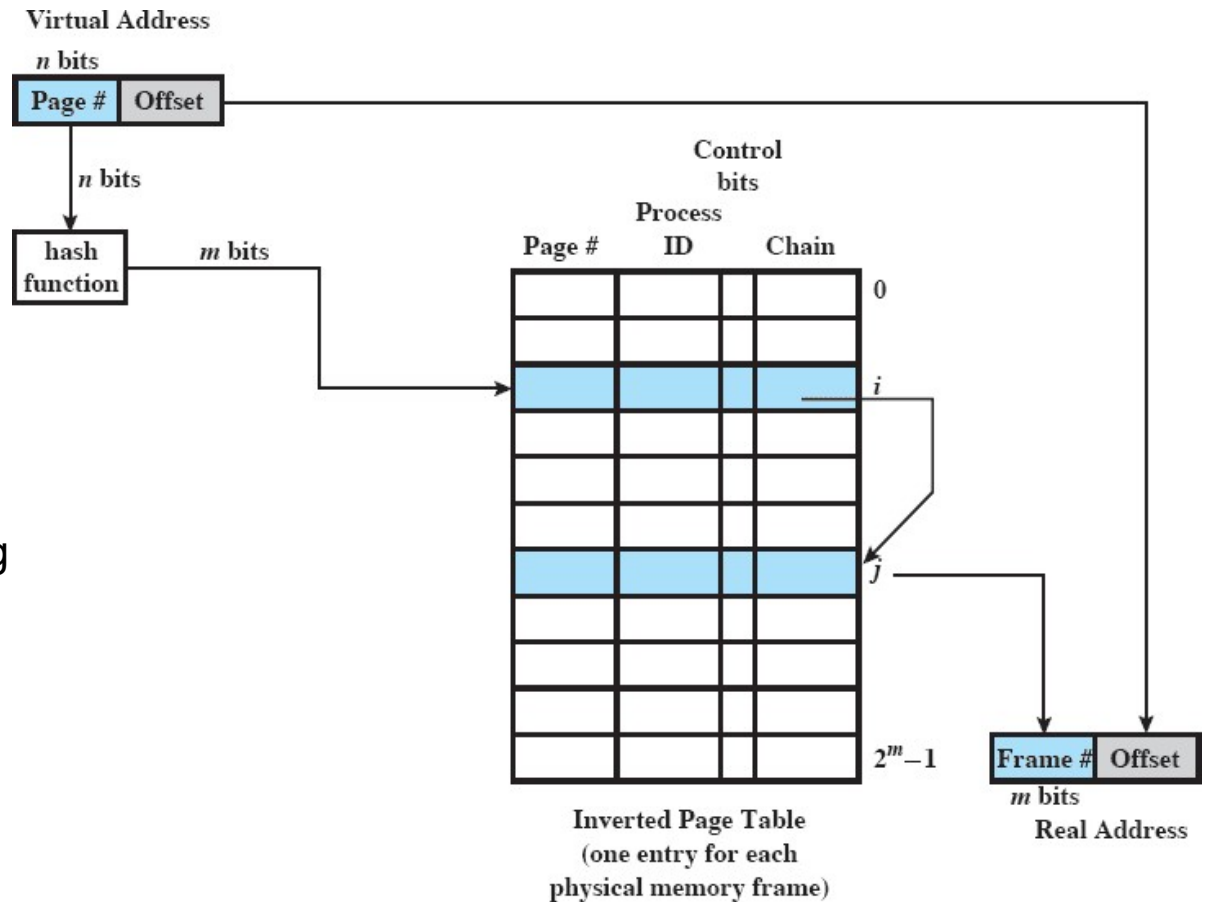 Virtual Address
n bits
Page # Offset
n bits
hash
function
m bits
Control
bits
Process
Page # ID Chain
0
i
g
j
2^m−1
Frame # Offset
m bits
Real Address
Inverted Page Table
(one entry for each
physical memory frame)